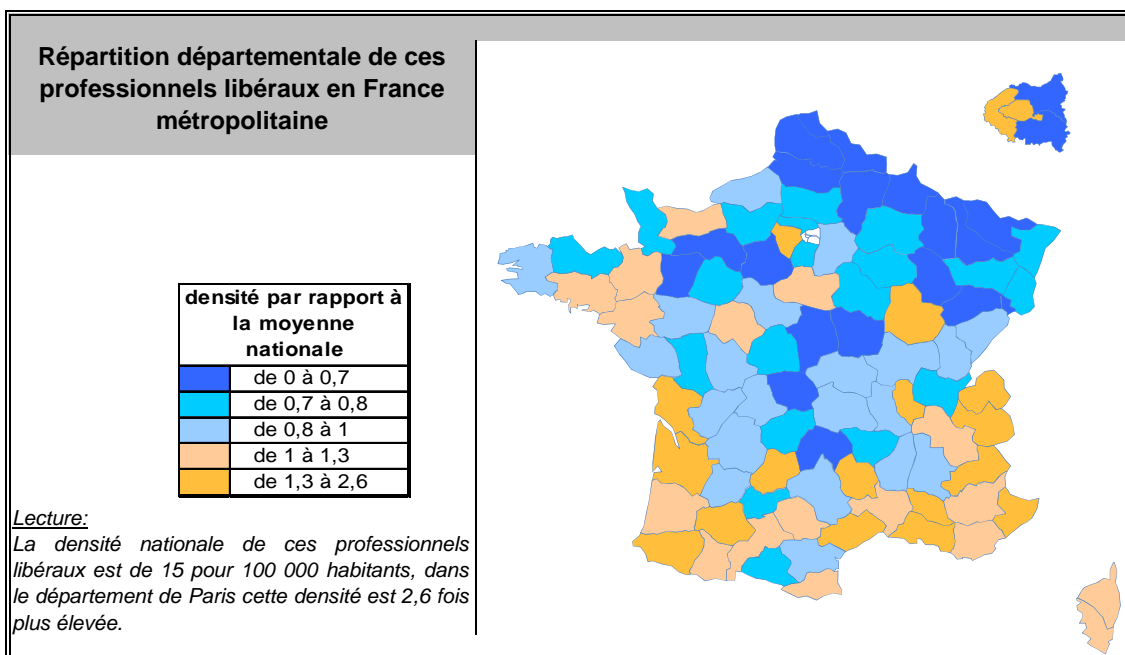 Répartition départementale de ces
professionnels libéraux en France
métropolitaine
densité par rapport à
la moyenne
nationale
de 0 à 0,7
de 0,7 à 0,8
de 0,8 à 1
de 1 à 1,3
de 1,3 à 2,6
Lecture:
La densité nationale de ces professionnels
libéraux est de 15 pour 100 000 habitants, dans
le département de Paris cette densité est 2,6 fois
plus élevée.